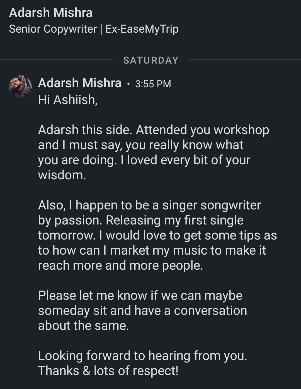 Adarsh Mishra
Senior Copywriter | Ex-EaseMyTrip
SATURDAY
Adarsh Mishra • 3:55 PM
Hi Ashiish,
Adarsh this side. Attended you workshop
and I must say, you really know what
you are doing. I loved every bit of your
wisdom.
Also, I happen to be a singer songwriter
by passion. Releasing my first single
tomorrow. I would love to get some tips as
to how can I market my music to make it
reach more and more people.
Please let me know if we can maybe
someday sit and have a conversation
about the same.
Looking forward to hearing from you.
Thanks & lots of respect!